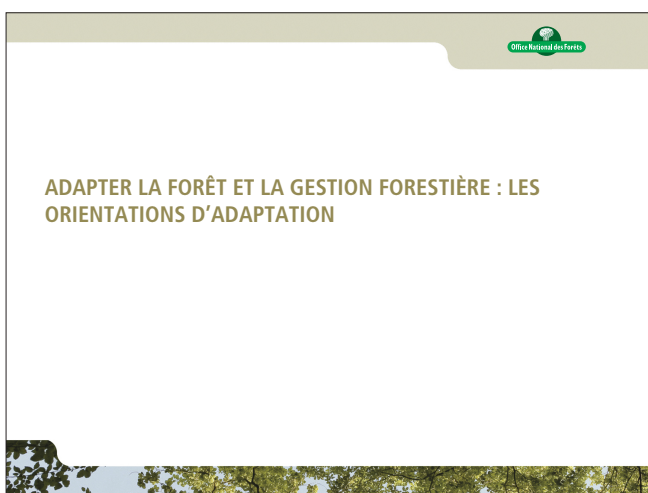 Office National des Forêts
ADAPTER LA FORÊT ET LA GESTION FORESTIÈRE : LES
ORIENTATIONS D’ADAPTATION